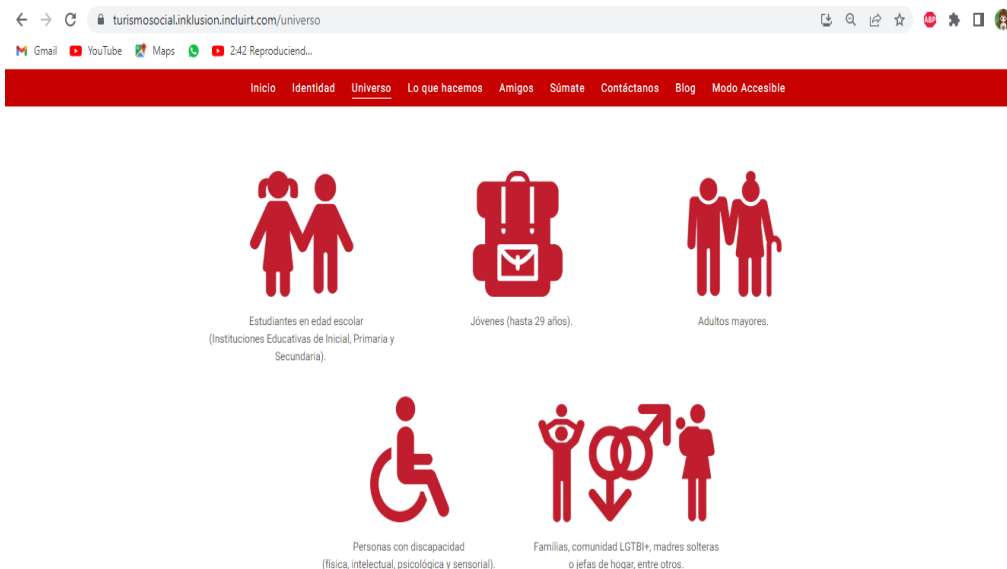 turismosocial.inklusion.incluirt.com/universo
ABP
Gmail YouTube Maps 2:42 Reproduciend...
Inicio Identidad Universo Lo que hacemos Amigos Súmate Contáctanos Blog Modo Accesible
Estudiantes en edad escolar
(Instituciones Educativas de Inicial, Primaria y
Secundaria).
Jóvenes (hasta 29 años).
Adultos mayores.
Personas con discapacidad
(física, intelectual, psicológica y sensorial).
Familias, comunidad LGTBI+, madres solteras
o jefas de hogar, entre otros.